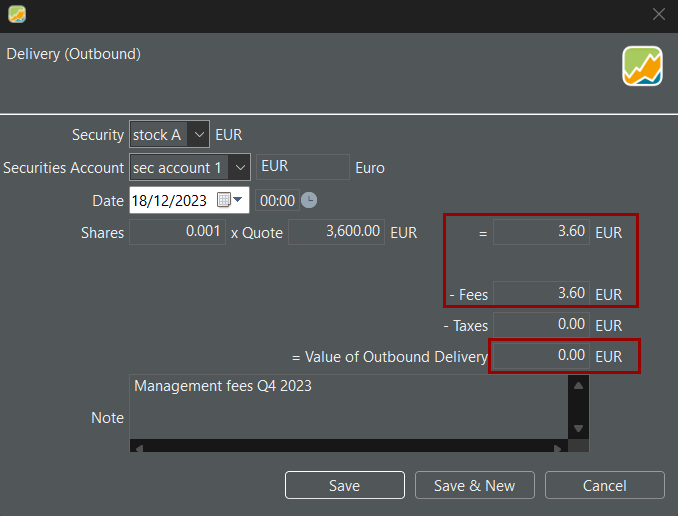 Delivery (Outbound)
Security stock A EUR
Securities Account sec account 1 EUR Euro
Date 18/12/2023 00:00
Shares 0.001 x Quote 3,600.00 EUR = 3.60 EUR
- Fees 3.60 EUR
- Taxes 0.00 EUR
= Value of Outbound Delivery 0.00 EUR
Management fees Q4 2023
Note
Save Save & New Cancel